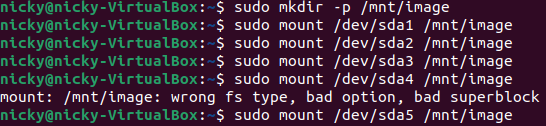 nicky@nicky-VirtualBox:~$ sudo mkdir -p /mnt/image
nicky@nicky-VirtualBox:~$ sudo mount /dev/sda1 /mnt/image
nicky@nicky-VirtualBox:~$ sudo mount /dev/sda2 /mnt/image
nicky@nicky-VirtualBox:~$ sudo mount /dev/sda3 /mnt/image
nicky@nicky-VirtualBox:~$ sudo mount /dev/sda4 /mnt/image
mount: /mnt/image: wrong fs type, bad option, bad superblock
nicky@nicky-VirtualBox:~$ sudo mount /dev/sda5 /mnt/image